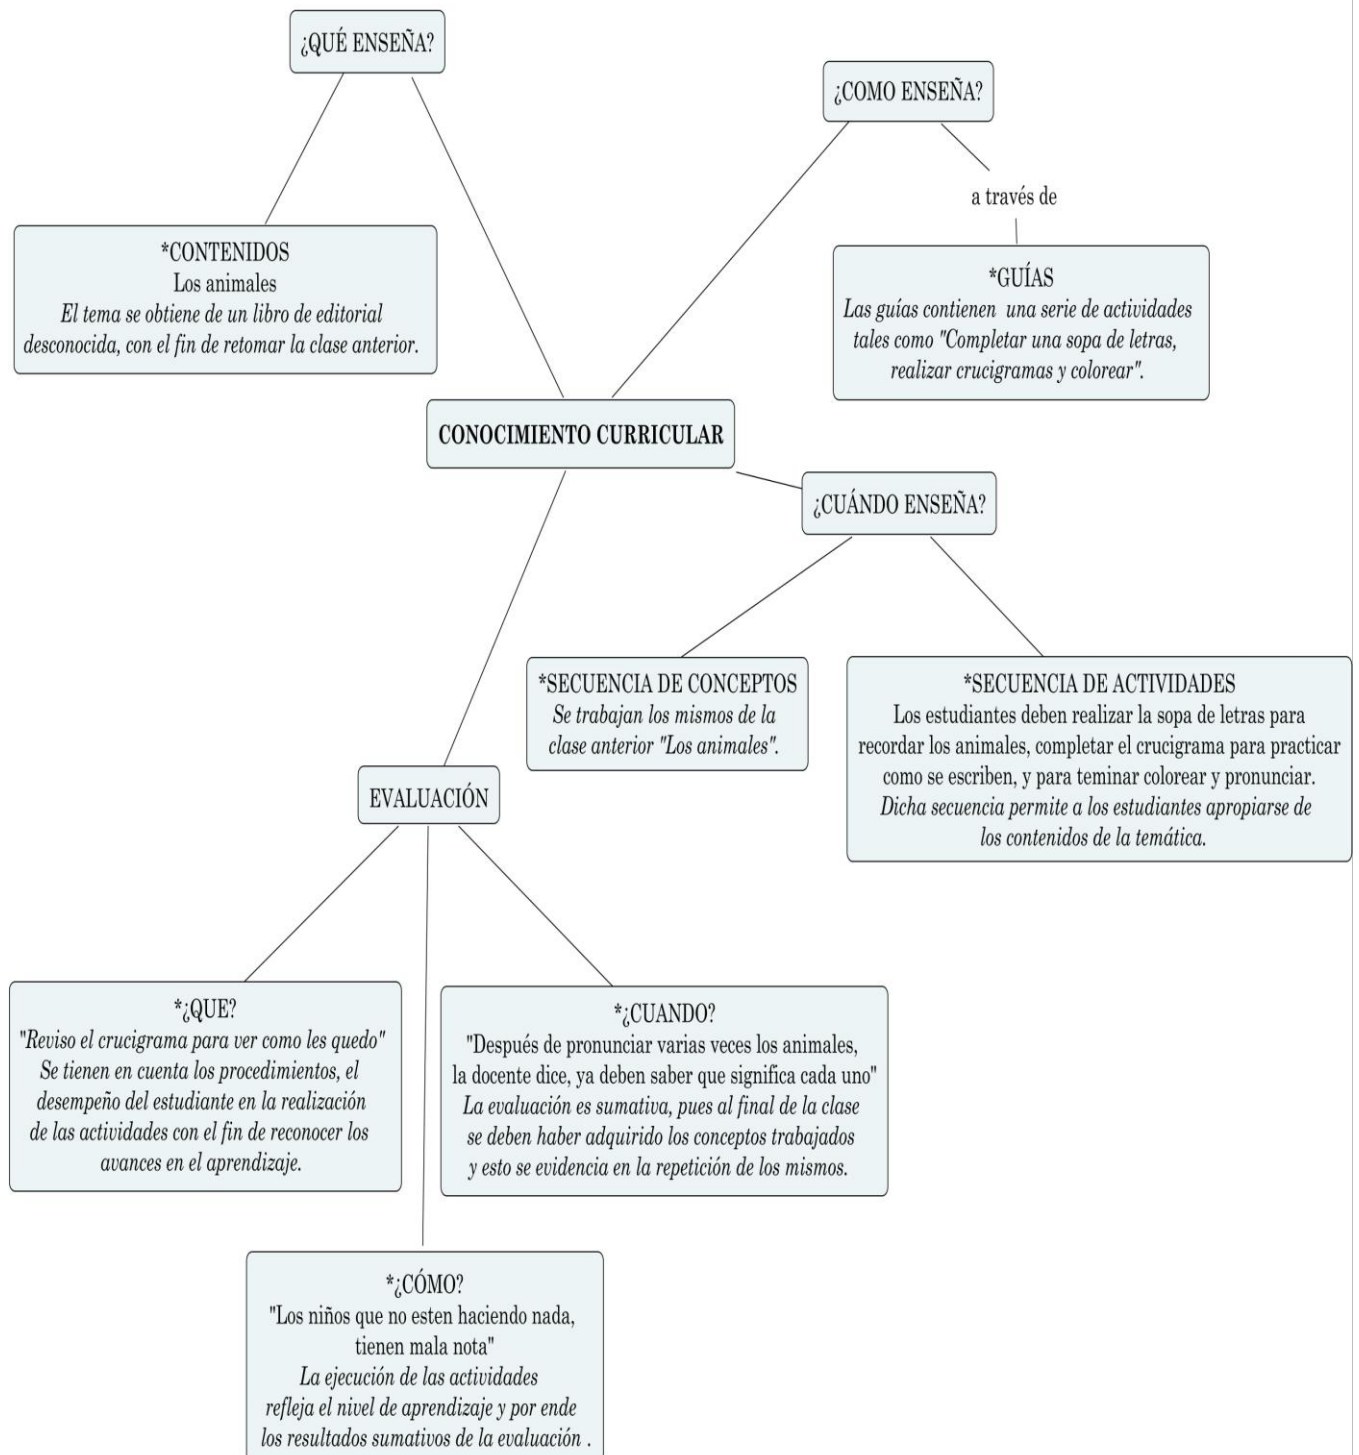 ¿QUÉ ENSEÑA?
¿COMO ENSEÑA?
a través de
*CONTENIDOS
Los animales
El tema se obtiene de un libro de editorial
desconocida, con el fin de retomar la clase anterior.
*GUÍAS
Las guías contienen una serie de actividades
tales como "Completar una sopa de letras,
realizar crucigramas y colorear".
CONOCIMIENTO CURRICULAR
¿CUÁNDO ENSEÑA?
*SECUENCIA DE CONCEPTOS
Se trabajan los mismos de la
clase anterior "Los animales".
*SECUENCIA DE ACTIVIDADES
Los estudiantes deben realizar la sopa de letras para
recordar los animales, completar el crucigrama para practicar
como se escriben, y para teminar colorear y pronunciar.
Dicha secuencia permite a los estudiantes apropiarse de
los contenidos de la temática.
EVALUACIÓN
*¿QUE?
"Reviso el crucigrama para ver como les quedo"
Se tienen en cuenta los procedimientos, el
desempeño del estudiante en la realización
de las actividades con el fin de reconocer los
avances en el aprendizaje.
*¿CUANDO?
"Después de pronunciar varias veces los animales,
la docente dice, ya deben saber que significa cada uno"
La evaluación es sumativa, pues al final de la clase
se deben haber adquirido los conceptos trabajados
y esto se evidencia en la repetición de los mismos.
*¿CÓMO?
"Los niños que no esten haciendo nada,
tienen mala nota"
La ejecución de las actividades
refleja el nivel de aprendizaje y por ende
los resultados sumativos de la evaluación .